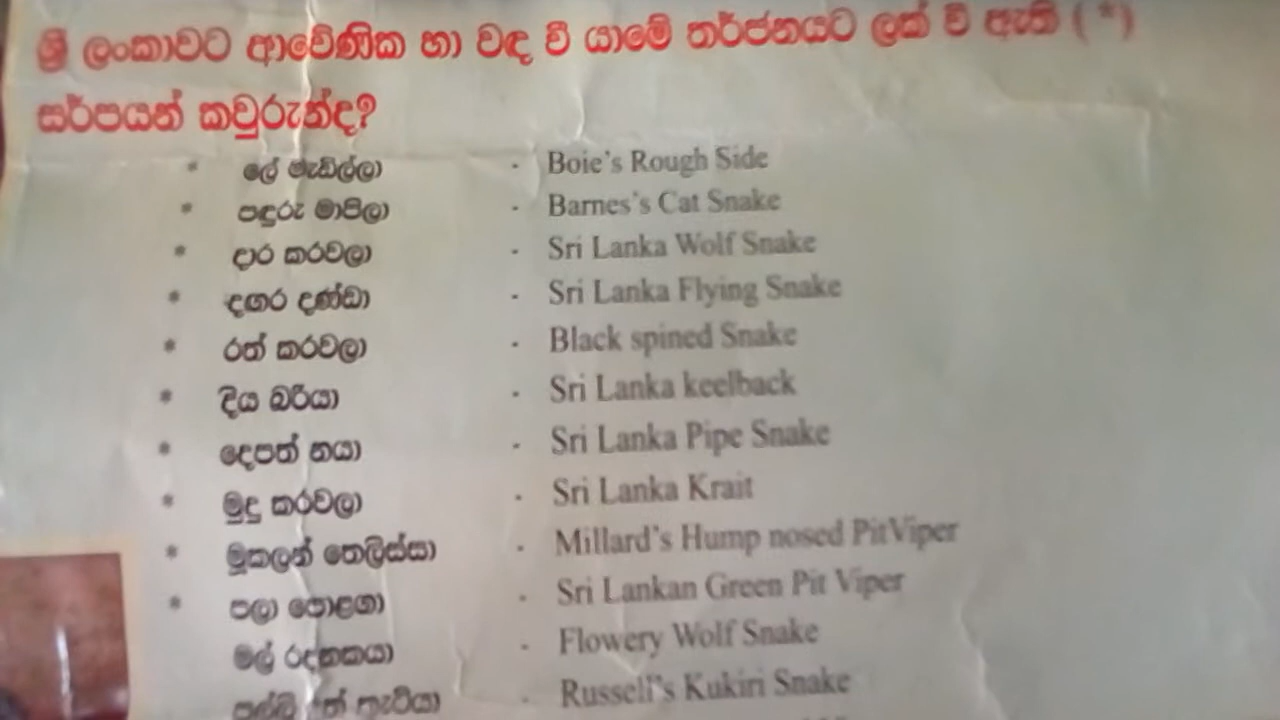 ශ්‍රී ලංකාවට ආවේණික හා වඳ වී යාමේ තර්ජනයට ලක් වී ඇති ( * )
සර්පයන් කවුරුන්ද?
* ලේ මැඩිල්ලා - Boie's Rough Side
* පඳුරු මාපිලා - Barnes's Cat Snake
* දාර කරවලා - Sri Lanka Wolf Snake
* දඟර දණ්ඩා - Sri Lanka Flying Snake
* රත් කරවලා - Black spined Snake
* දිය බරියා - Sri Lanka keelback
* දෙපත් නයා - Sri Lanka Pipe Snake
* මුදු කරවලා - Sri Lanka Krait
* මූකලන් තෙලිස්සා - Millard's Hump nosed PitViper
* පලා පොළඟා - Sri Lankan Green Pit Viper
මල් රදනකයා - Flowery Wolf Snake
- Russell's Kukiri Snake